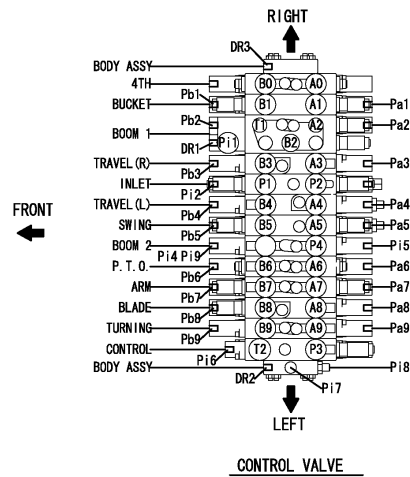 RIGHT
DR3
BODY ASSY
4TH B0 A0
Pb1
BUCKET B1 A1 Pa1
Pb2 T1 A2 Pa2
BOOM 1
DR1 Pi1 B2
TRAVEL(R) B3 A3 Pa3
Pb3
INLET P1 P2
Pi2
FRONT
TRAVEL(L) B4 A4 Pa4
Pb4
SWING B5 A5 Pa5
Pb5
BOOM 2 P4 Pi5
Pi4 Pi9
P.T.O. B6 A6 Pa6
Pb6
ARM B7 A7 Pa7
Pb7
BLADE B8 A8 Pa8
Pb8
TURNING B9 A9 Pa9
Pb9
CONTROL T2 P3
Pi6
BODY ASSY Pi8
DR2 Pi7
LEFT
CONTROL VALVE